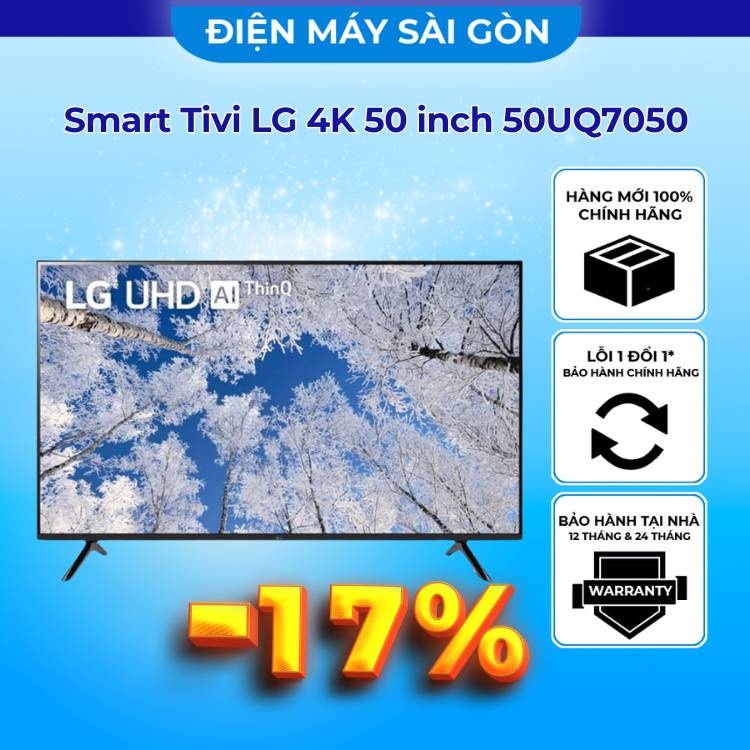 ĐIỆN MÁY SÀI GÒN
Smart Tivi LG 4K 50 inch 50UQ7050
HÀNG MỚI 100%
CHÍNH HÃNG
LG UHD AI ThinQ
LỖI 1 ĐỔI 1*
BẢO HÀNH CHÍNH HÃNG
BẢO HÀNH TẠI NHÀ
12 THÁNG & 24 THÁNG
WARRANTY
-17%